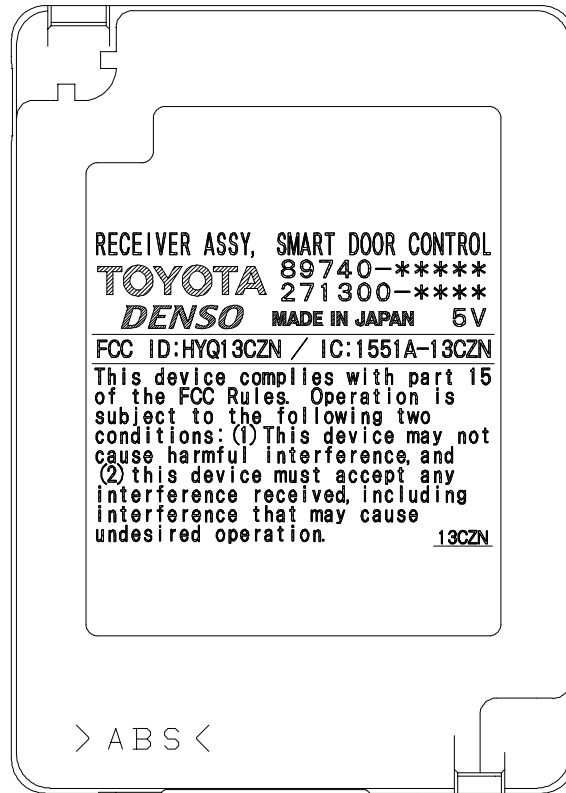 RECEIVER ASSY, SMART DOOR CONTROL
TOYOTA 89740-*****
271300-****
DENSO MADE IN JAPAN 5V
FCC ID:HYQ13CZN / IC:1551A-13CZN
This device complies with part 15
of the FCC Rules. Operation is
subject to the following two
conditions: (1) This device may not
cause harmful interference, and
(2) this device must accept any
interference received, including
interference that may cause
undesired operation.
13CZN
>ABS<